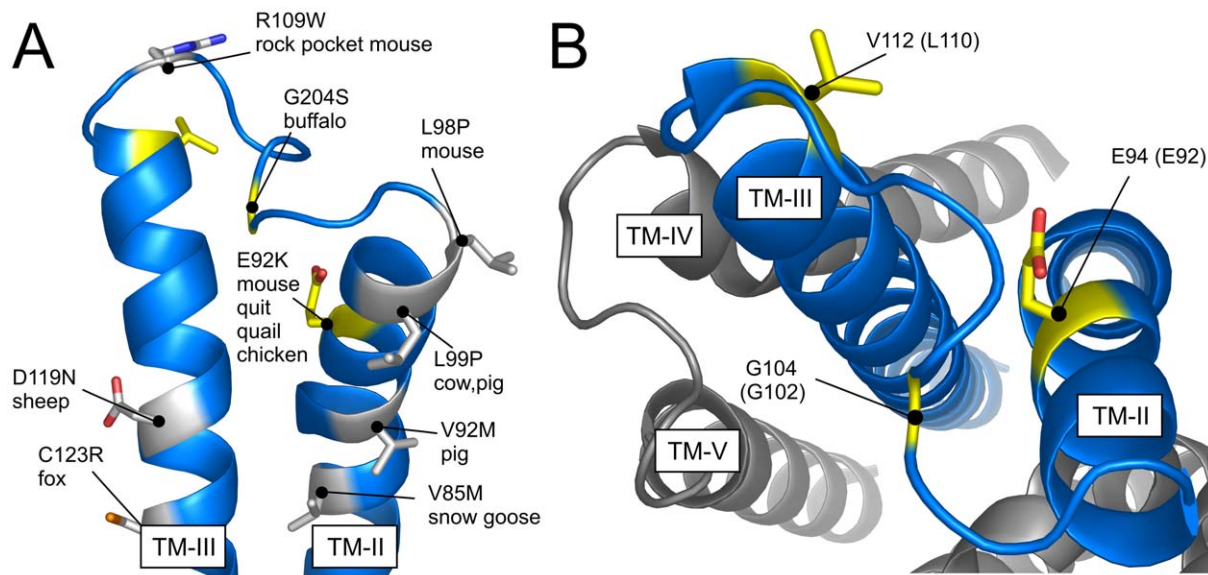 A
R109W
rock pocket mouse
G204S
buffalo
L98P
mouse
E92K
mouse
quit
quail
chicken
L99P
cow,pig
D119N
sheep
V92M
pig
C123R
fox
V85M
snow goose
TM-III
TM-II
B
V112 (L110)
E94 (E92)
TM-III
TM-IV
G104
(G102)
TM-V
TM-II